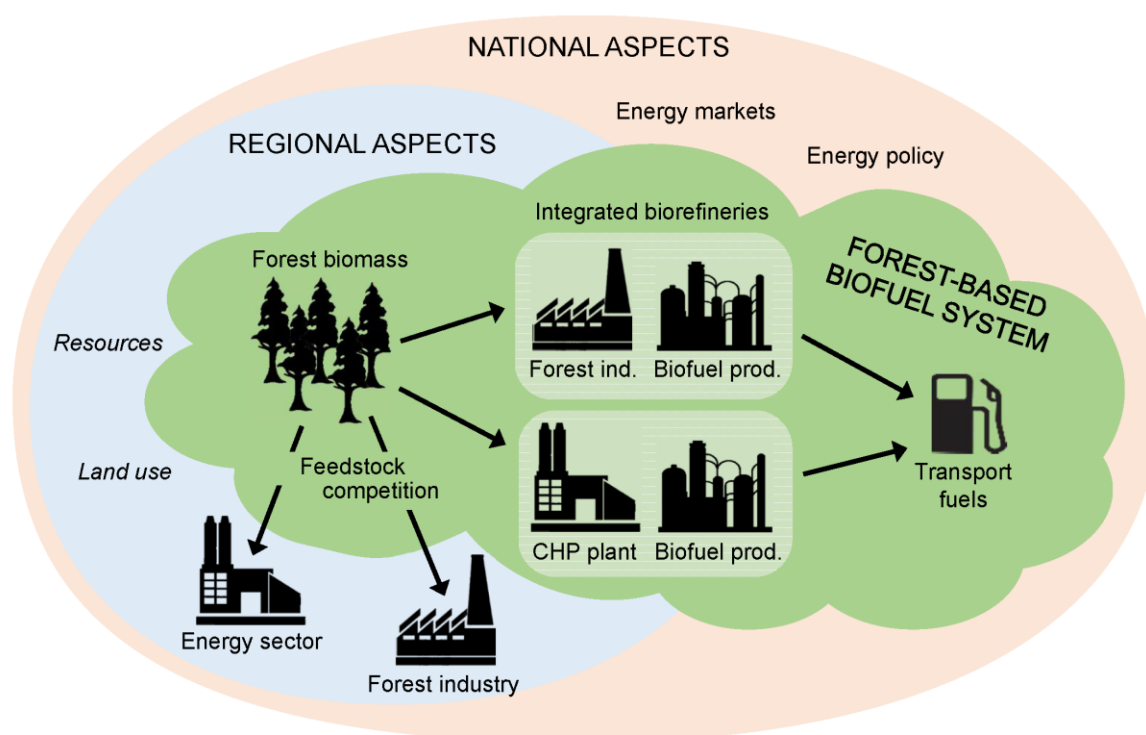 NATIONAL ASPECTS
Energy markets
REGIONAL ASPECTS
Energy policy
Integrated biorefineries
Forest biomass
FOREST-BASED
BIOFUEL SYSTEM
Resources
Forest ind.
Biofuel prod.
Land use
Feedstock
competition
Transport
fuels
CHP plant
Biofuel prod.
Energy sector
Forest industry